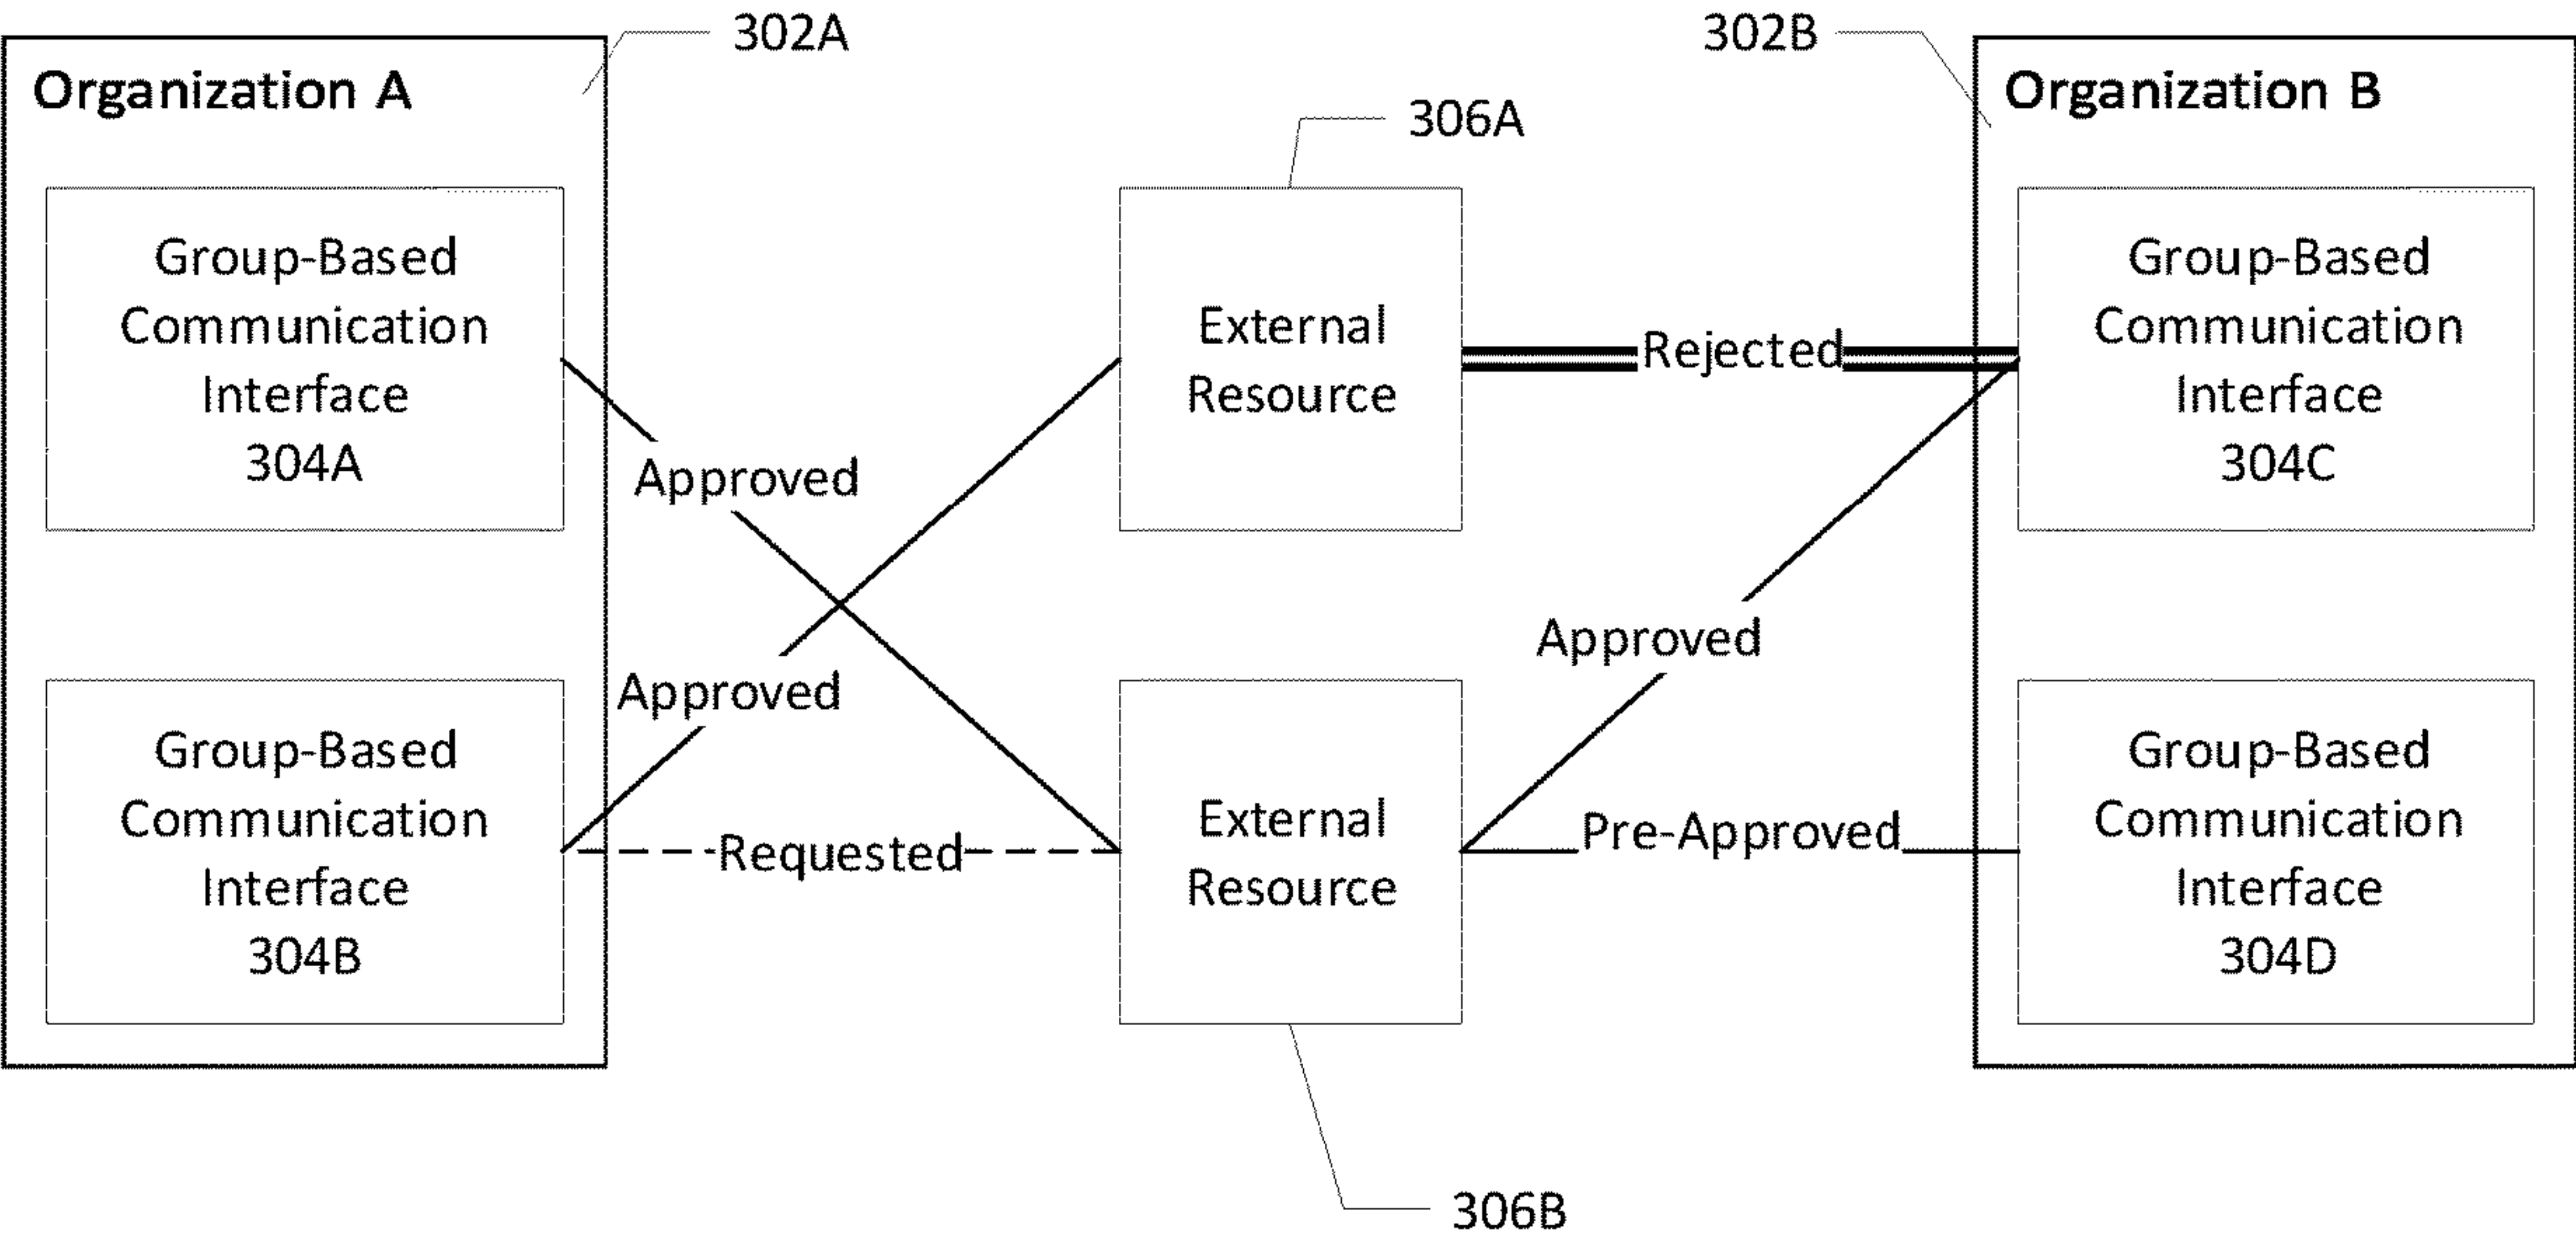 302A
302B
Organization A
Organization B
306A
Group-Based
Communication
Interface
304A
External
Resource
Rejected
Group-Based
Communication
Interface
304C
Approved
Approved
Approved
Group-Based
Communication
Interface
304B
Requested
External
Resource
Pre-Approved
Group-Based
Communication
Interface
304D
306B